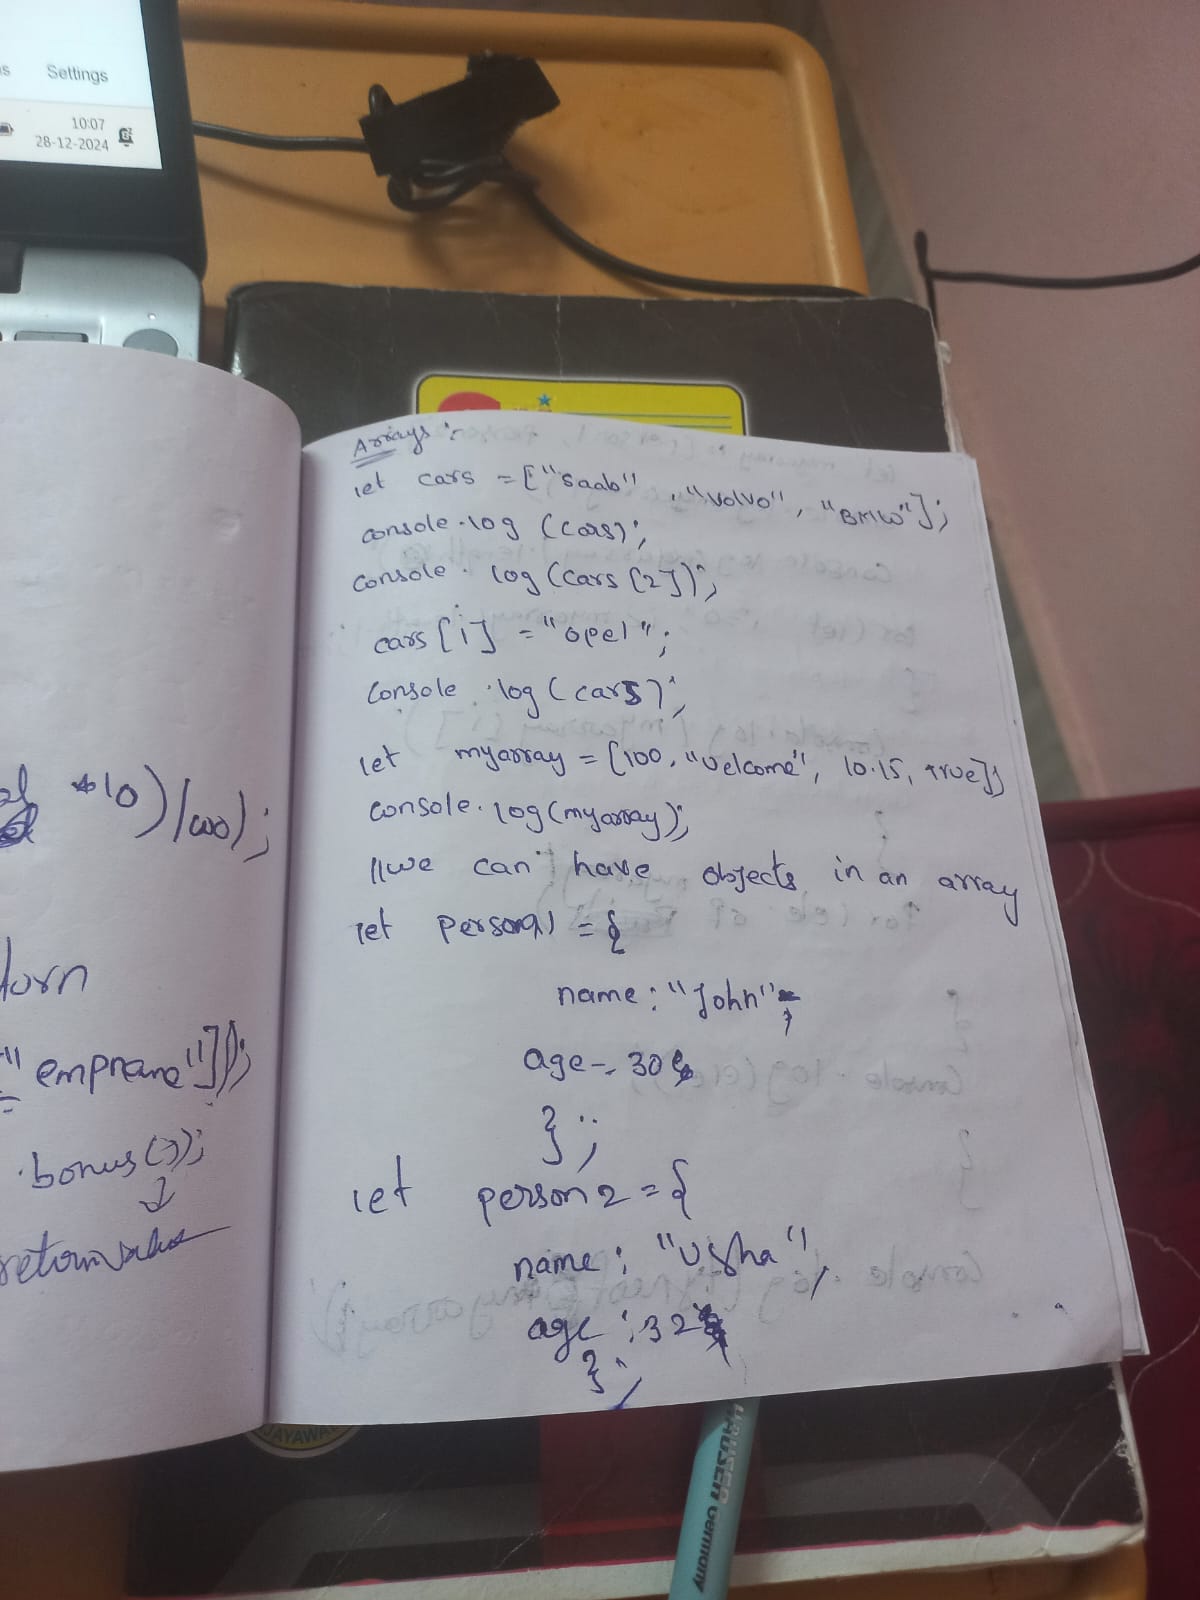 Settings
10:07
28-12-2024
Arrays :
let cars = ["Saab", "Volvo", "BMW"];
console.log (cars);
console. log (cars [2]);
cars [i] = "opel";
Console .log (cars);
let myarray = [100, "welcome", 10.15, true];
console.log(myarray);
//we can't have objects in an array
let person1 = {
name: "John",
age-. 30
};
let person2 = {
name: "Usha",
age : 32
};
*10)/100);
"empname"]);
.bonus();
return value
HAUSER Germany